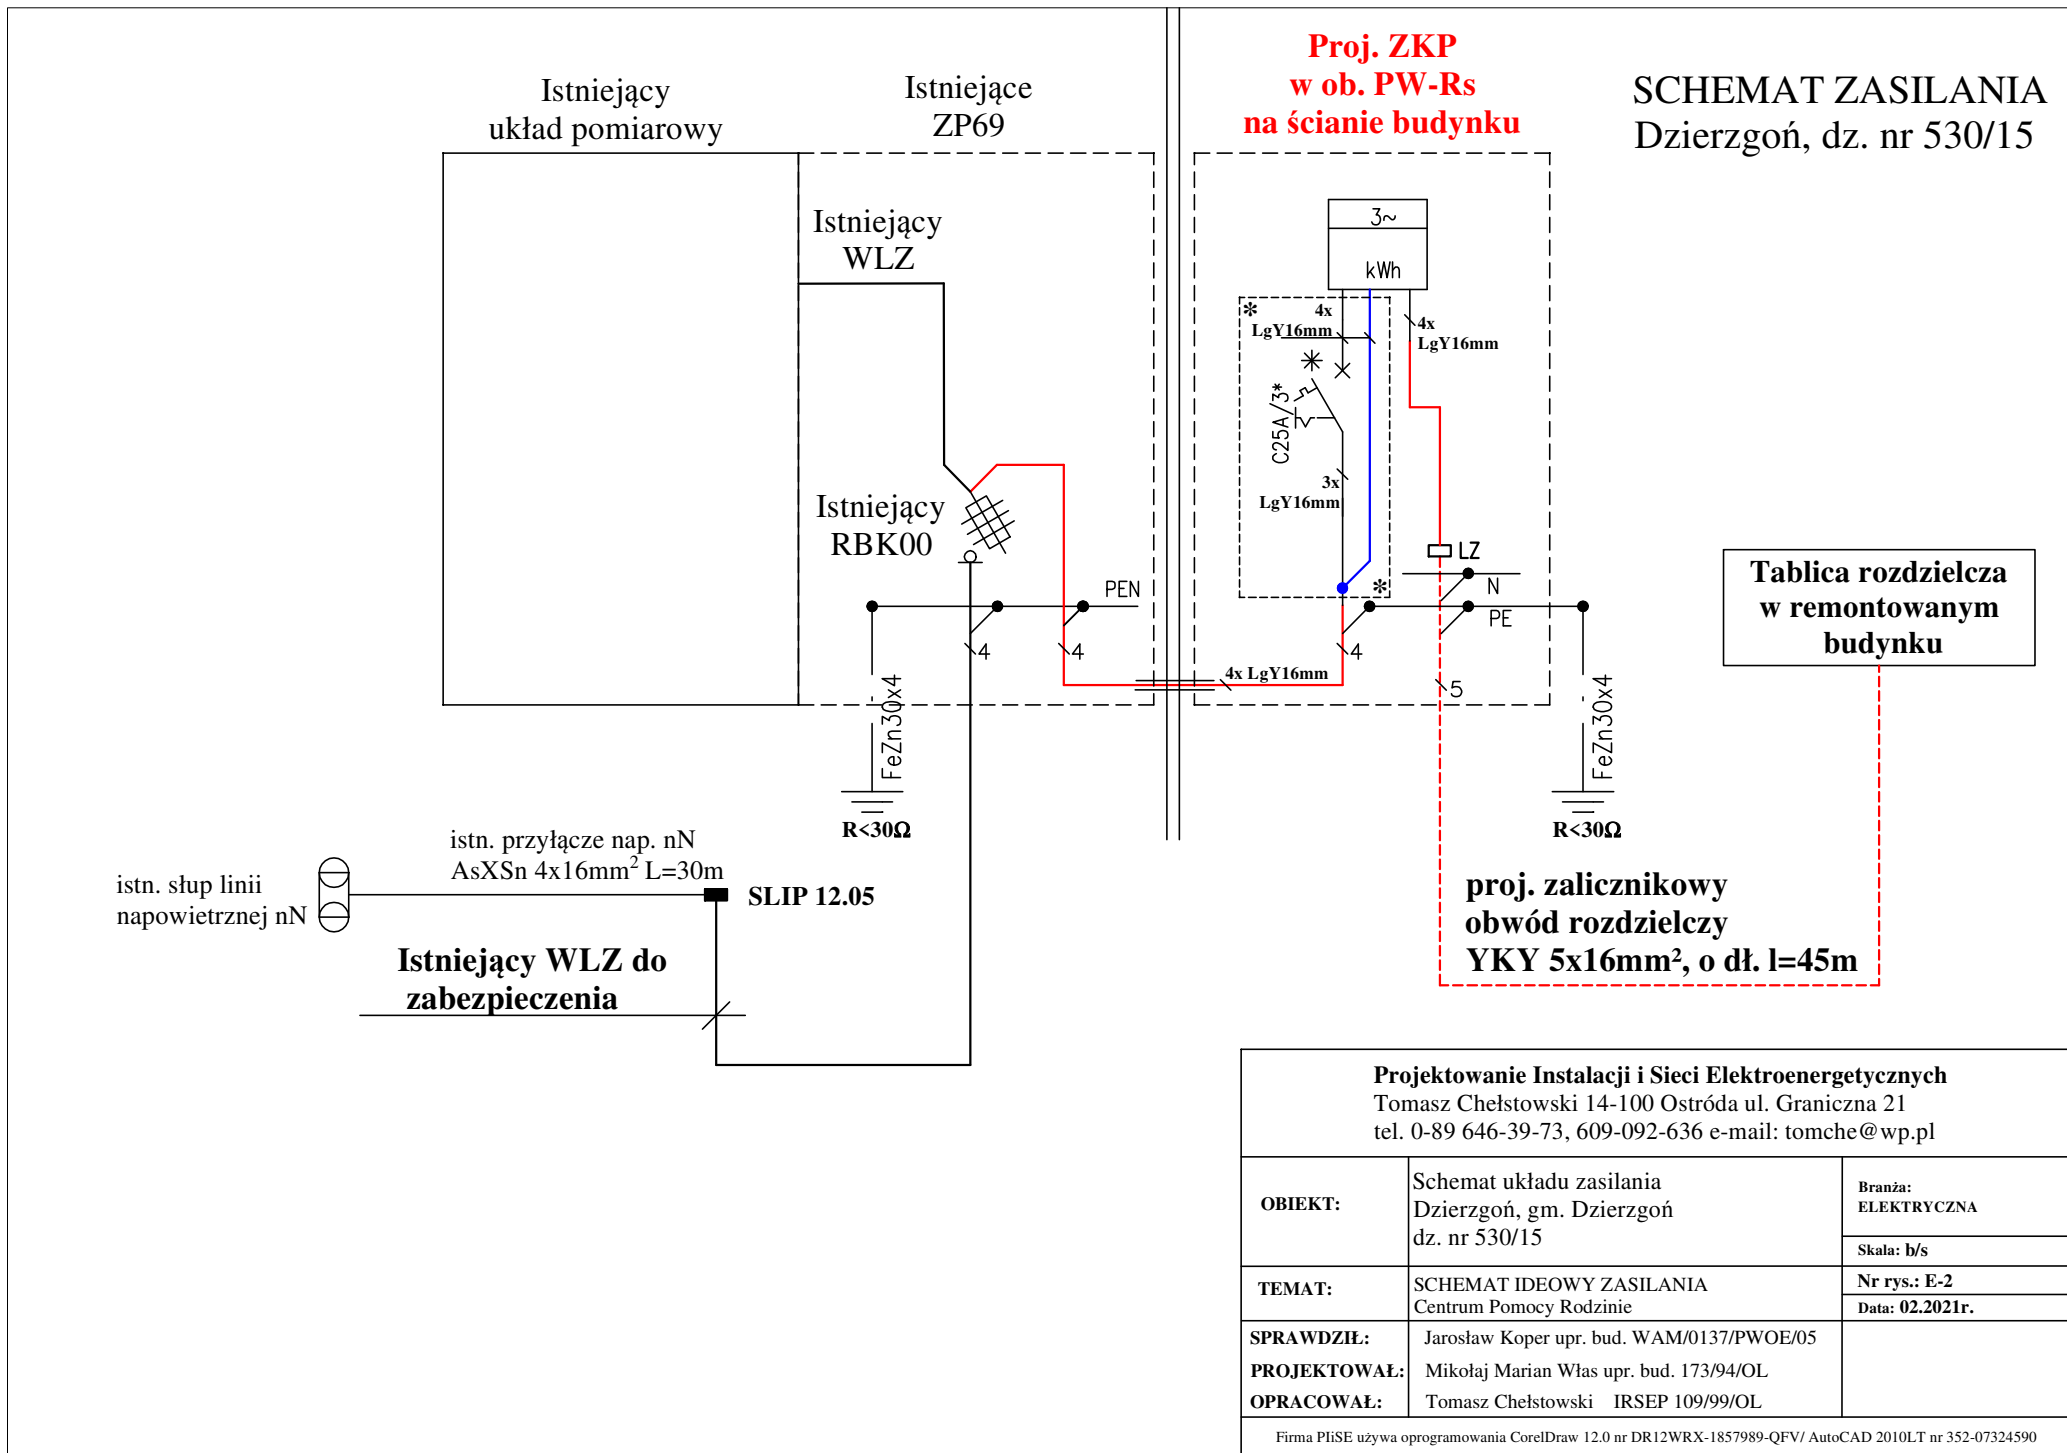 Istniejący
układ pomiarowy
Istniejące
ZP69
Proj. ZKP
w ob. PW-Rs
na ścianie budynku
SCHEMAT ZASILANIA
Dzierzgoń, dz. nr 530/15
Istniejący
WLZ
3~
kWh
*
4x
LgY16mm
4x
LgY16mm
C25A/3*
3x
LgY16mm
Istniejący
RBK00
PEN
4
4
FeZn30x4
R<30Ω
4x LgY16mm
*
4
LZ
N
PE
5
FeZn30x4
R<30Ω
Tablica rozdzielcza
w remontowanym
budynku
istn. słup linii
napowietrznej nN
istn. przyłącze nap. nN
AsXSn 4x16mm² L=30m
SLIP 12.05
Istniejący WLZ do
zabezpieczenia
proj. zalicznikowy
obwód rozdzielczy
YKY 5x16mm², o dł. l=45m
Projektowanie Instalacji i Sieci Elektroenergetycznych
Tomasz Chełstowski 14-100 Ostróda ul. Graniczna 21
tel. 0-89 646-39-73, 609-092-636 e-mail: tomche@wp.pl
OBIEKT:
Schemat układu zasilania
Dzierzgoń, gm. Dzierzgoń
dz. nr 530/15
Branża:
ELEKTRYCZNA
Skala: b/s
TEMAT:
SCHEMAT IDEOWY ZASILANIA
Centrum Pomocy Rodzinie
Nr rys.: E-2
Data: 02.2021r.
SPRAWDZIŁ: Jarosław Koper upr. bud. WAM/0137/PWOE/05
PROJEKTOWAŁ: Mikołaj Marian Włas upr. bud. 173/94/OL
OPRACOWAŁ: Tomasz Chełstowski IRSEP 109/99/OL
Firma PIiSE używa oprogramowania CorelDraw 12.0 nr DR12WRX-1857989-QFV/ AutoCAD 2010LT nr 352-07324590